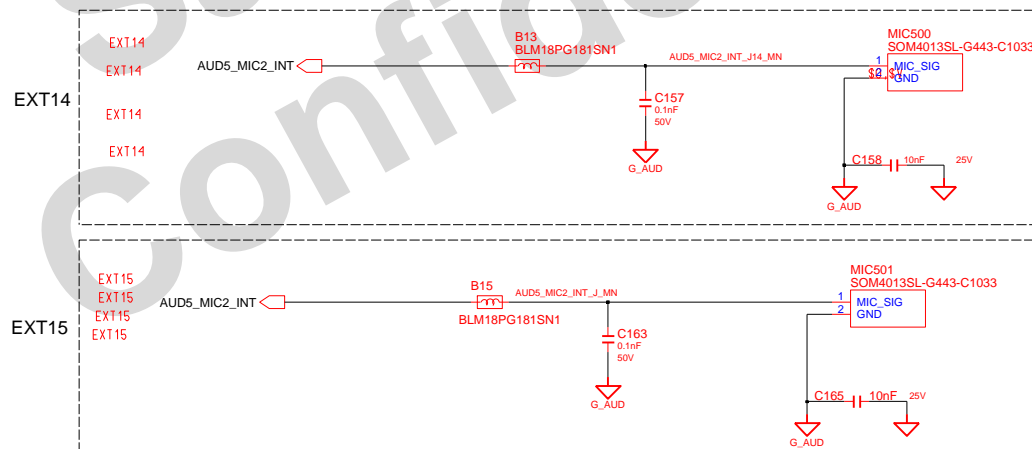 EXT14
EXT14
EXT14
EXT14
EXT14
AUD5_MIC2_INT
B13
BLM18PG181SN1
AUD5_MIC2_INT_J14_MN
C157
0.1nF
50V
G_AUD
MIC500
SOM4013SL-G443-C1033
1
MIC_SIG
GND
C158
10nF
25V
G_AUD
EXT15
EXT15
EXT15
EXT15
EXT15
AUD5_MIC2_INT
B15
AUD5_MIC2_INT_J_MN
BLM18PG181SN1
C163
0.1nF
50V
G_AUD
MIC501
SOM4013SL-G443-C1033
1
MIC_SIG
2
GND
C165
10nF
25V
G_AUD